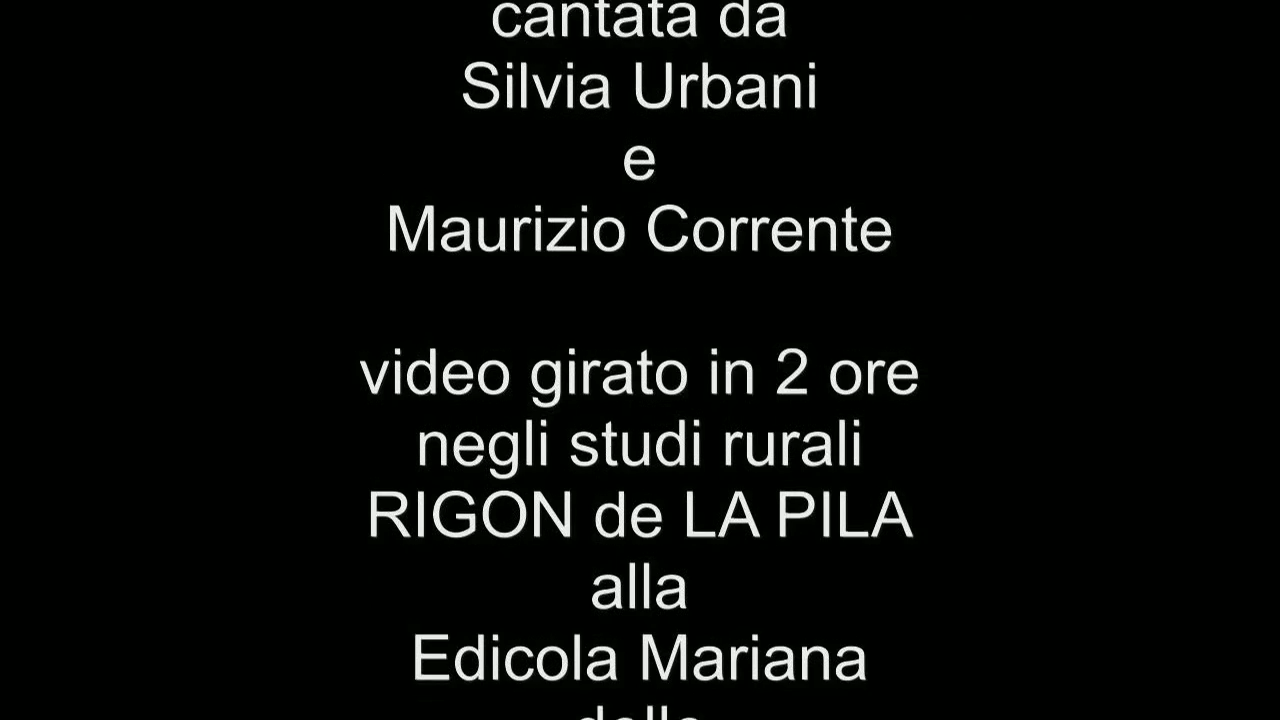 cantata da
Silvia Urbani
e
Maurizio Corrente
video girato in 2 ore
negli studi rurali
RIGON de LA PILA
alla
Edicola Mariana